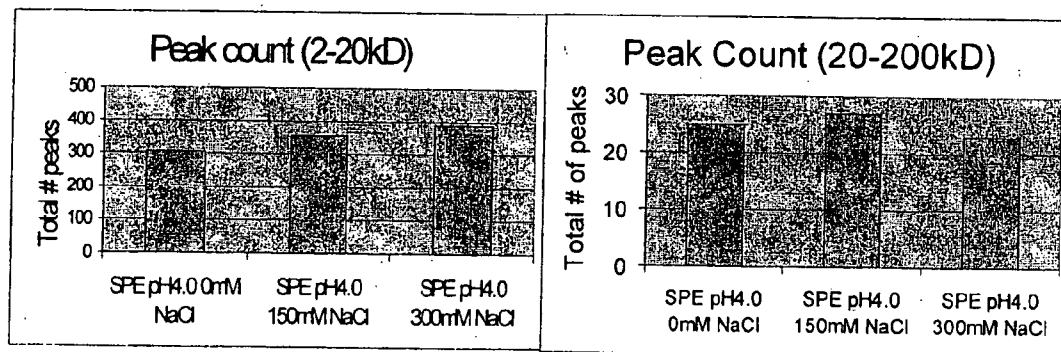 Peak count (2-20kD)
Total # peaks
500
400
300
200
100
0
SPE pH4.0 0mM
NaCl
SPE pH4.0
150mM NaCl
SPE pH4.0
300mM NaCl
Peak Count (20-200kD)
Total # of peaks
30
20
10
0
SPE pH4.0
0mM NaCl
SPE pH4.0
150mM NaCl
SPE pH4.0
300mM NaCl